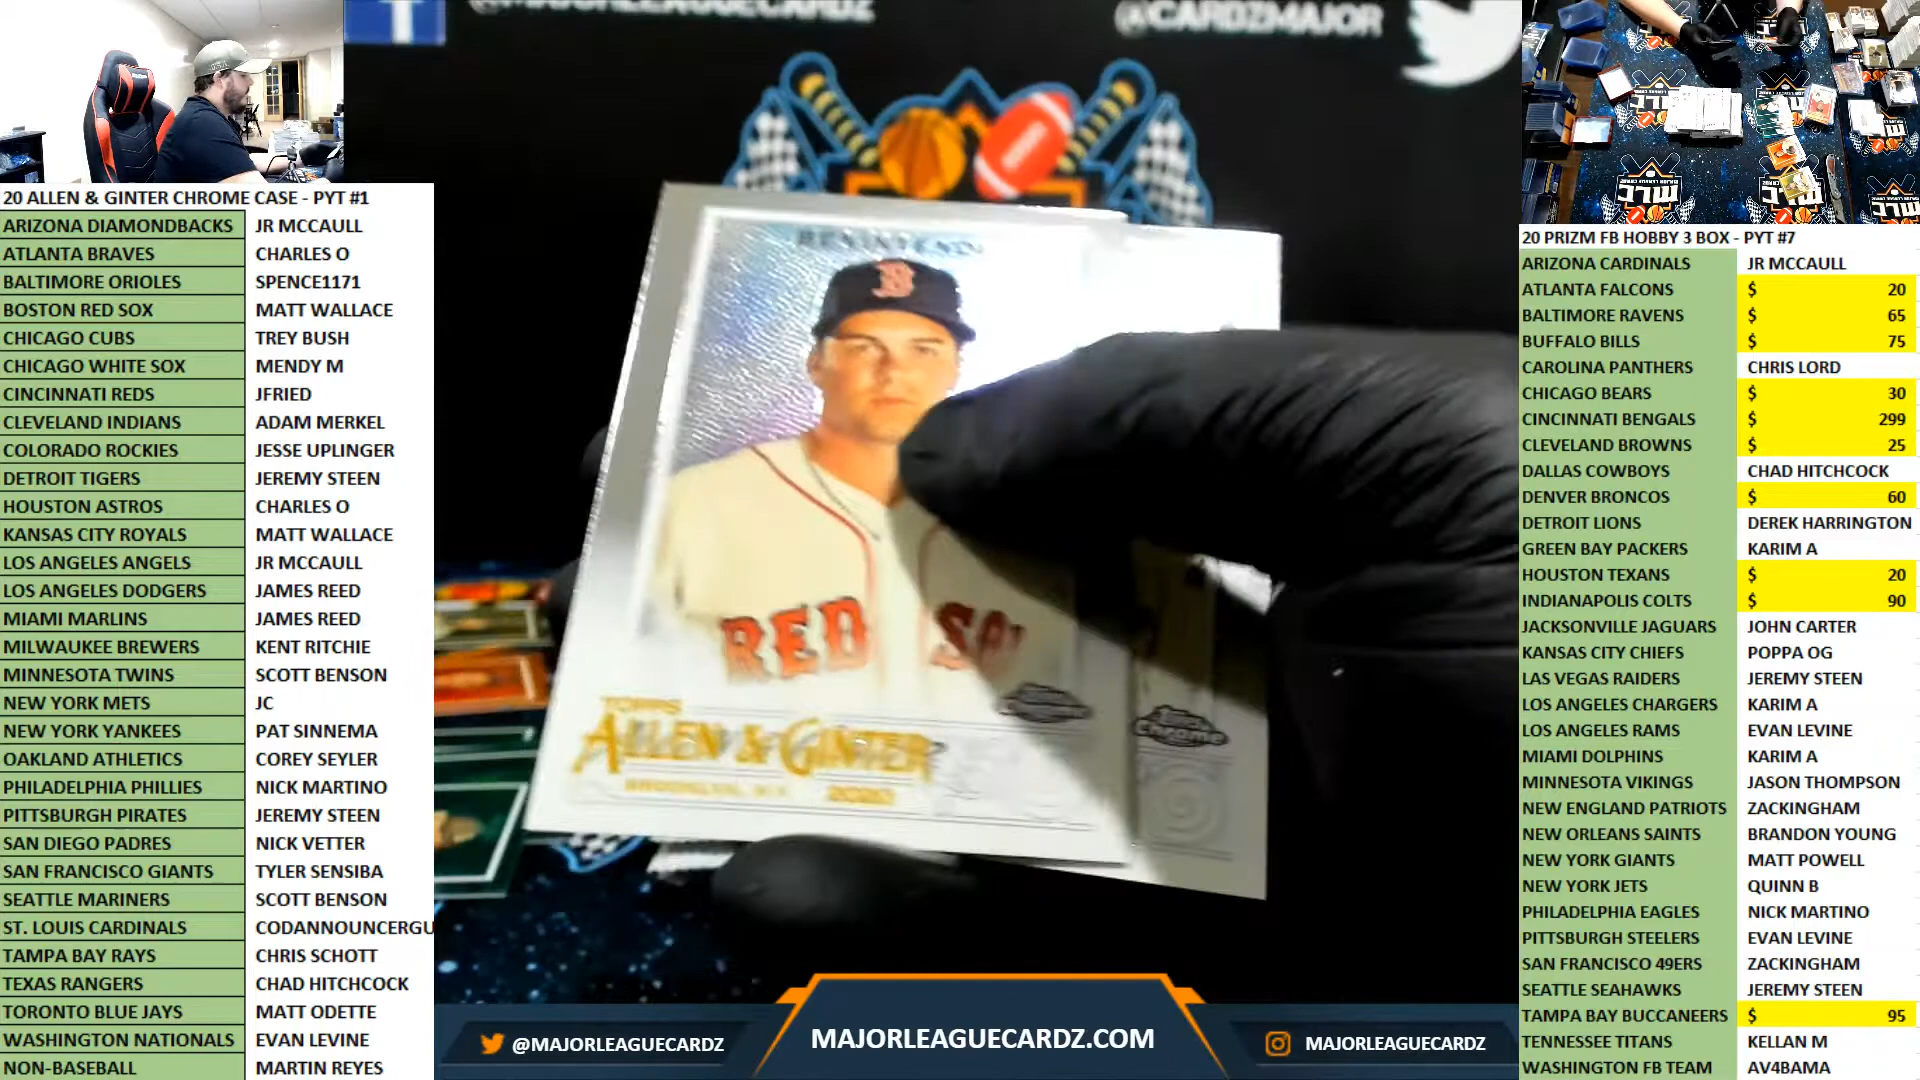 @MAJORLEAGUECARDZ
@CARDZMAJOR
20 ALLEN & GINTER CHROME CASE - PYT #1
ARIZONA DIAMONDBACKS JR MCCAULL
ATLANTA BRAVES CHARLES O
BALTIMORE ORIOLES SPENCE1171
BOSTON RED SOX MATT WALLACE
CHICAGO CUBS TREY BUSH
CHICAGO WHITE SOX MENDY M
CINCINNATI REDS JFRIED
CLEVELAND INDIANS ADAM MERKEL
COLORADO ROCKIES JESSE UPLINGER
DETROIT TIGERS JEREMY STEEN
HOUSTON ASTROS CHARLES O
KANSAS CITY ROYALS MATT WALLACE
LOS ANGELES ANGELS JR MCCAULL
LOS ANGELES DODGERS JAMES REED
MIAMI MARLINS JAMES REED
MILWAUKEE BREWERS KENT RITCHIE
MINNESOTA TWINS SCOTT BENSON
NEW YORK METS JC
NEW YORK YANKEES PAT SINNEMA
OAKLAND ATHLETICS COREY SEYLER
PHILADELPHIA PHILLIES NICK MARTINO
PITTSBURGH PIRATES JEREMY STEEN
SAN DIEGO PADRES NICK VETTER
SAN FRANCISCO GIANTS TYLER SENSIBA
SEATTLE MARINERS SCOTT BENSON
ST. LOUIS CARDINALS CODANNOUNCERGU
TAMPA BAY RAYS CHRIS SCHOTT
TEXAS RANGERS CHAD HITCHCOCK
TORONTO BLUE JAYS MATT ODETTE
WASHINGTON NATIONALS EVAN LEVINE
NON-BASEBALL MARTIN REYES
B
RED SO
TOPPS
ALLEN & GINTER
BROOKLYN, N.Y. 2020
Topps Chrome
MLC
20 PRIZM FB HOBBY 3 BOX - PYT #7
ARIZONA CARDINALS JR MCCAULL
ATLANTA FALCONS $ 20
BALTIMORE RAVENS $ 65
BUFFALO BILLS $ 75
CAROLINA PANTHERS CHRIS LORD
CHICAGO BEARS $ 30
CINCINNATI BENGALS $ 299
CLEVELAND BROWNS $ 25
DALLAS COWBOYS CHAD HITCHCOCK
DENVER BRONCOS $ 60
DETROIT LIONS DEREK HARRINGTON
GREEN BAY PACKERS KARIM A
HOUSTON TEXANS $ 20
INDIANAPOLIS COLTS $ 90
JACKSONVILLE JAGUARS JOHN CARTER
KANSAS CITY CHIEFS POPPA OG
LAS VEGAS RAIDERS JEREMY STEEN
LOS ANGELES CHARGERS KARIM A
LOS ANGELES RAMS EVAN LEVINE
MIAMI DOLPHINS KARIM A
MINNESOTA VIKINGS JASON THOMPSON
NEW ENGLAND PATRIOTS ZACKINGHAM
NEW ORLEANS SAINTS BRANDON YOUNG
NEW YORK GIANTS MATT POWELL
NEW YORK JETS QUINN B
PHILADELPHIA EAGLES NICK MARTINO
PITTSBURGH STEELERS EVAN LEVINE
SAN FRANCISCO 49ERS ZACKINGHAM
SEATTLE SEAHAWKS JEREMY STEEN
TAMPA BAY BUCCANEERS $ 95
TENNESSEE TITANS KELLAN M
WASHINGTON FB TEAM AV4BAMA
@MAJORLEAGUECARDZ
MAJORLEAGUECARDZ.COM
MAJORLEAGUECARDZ